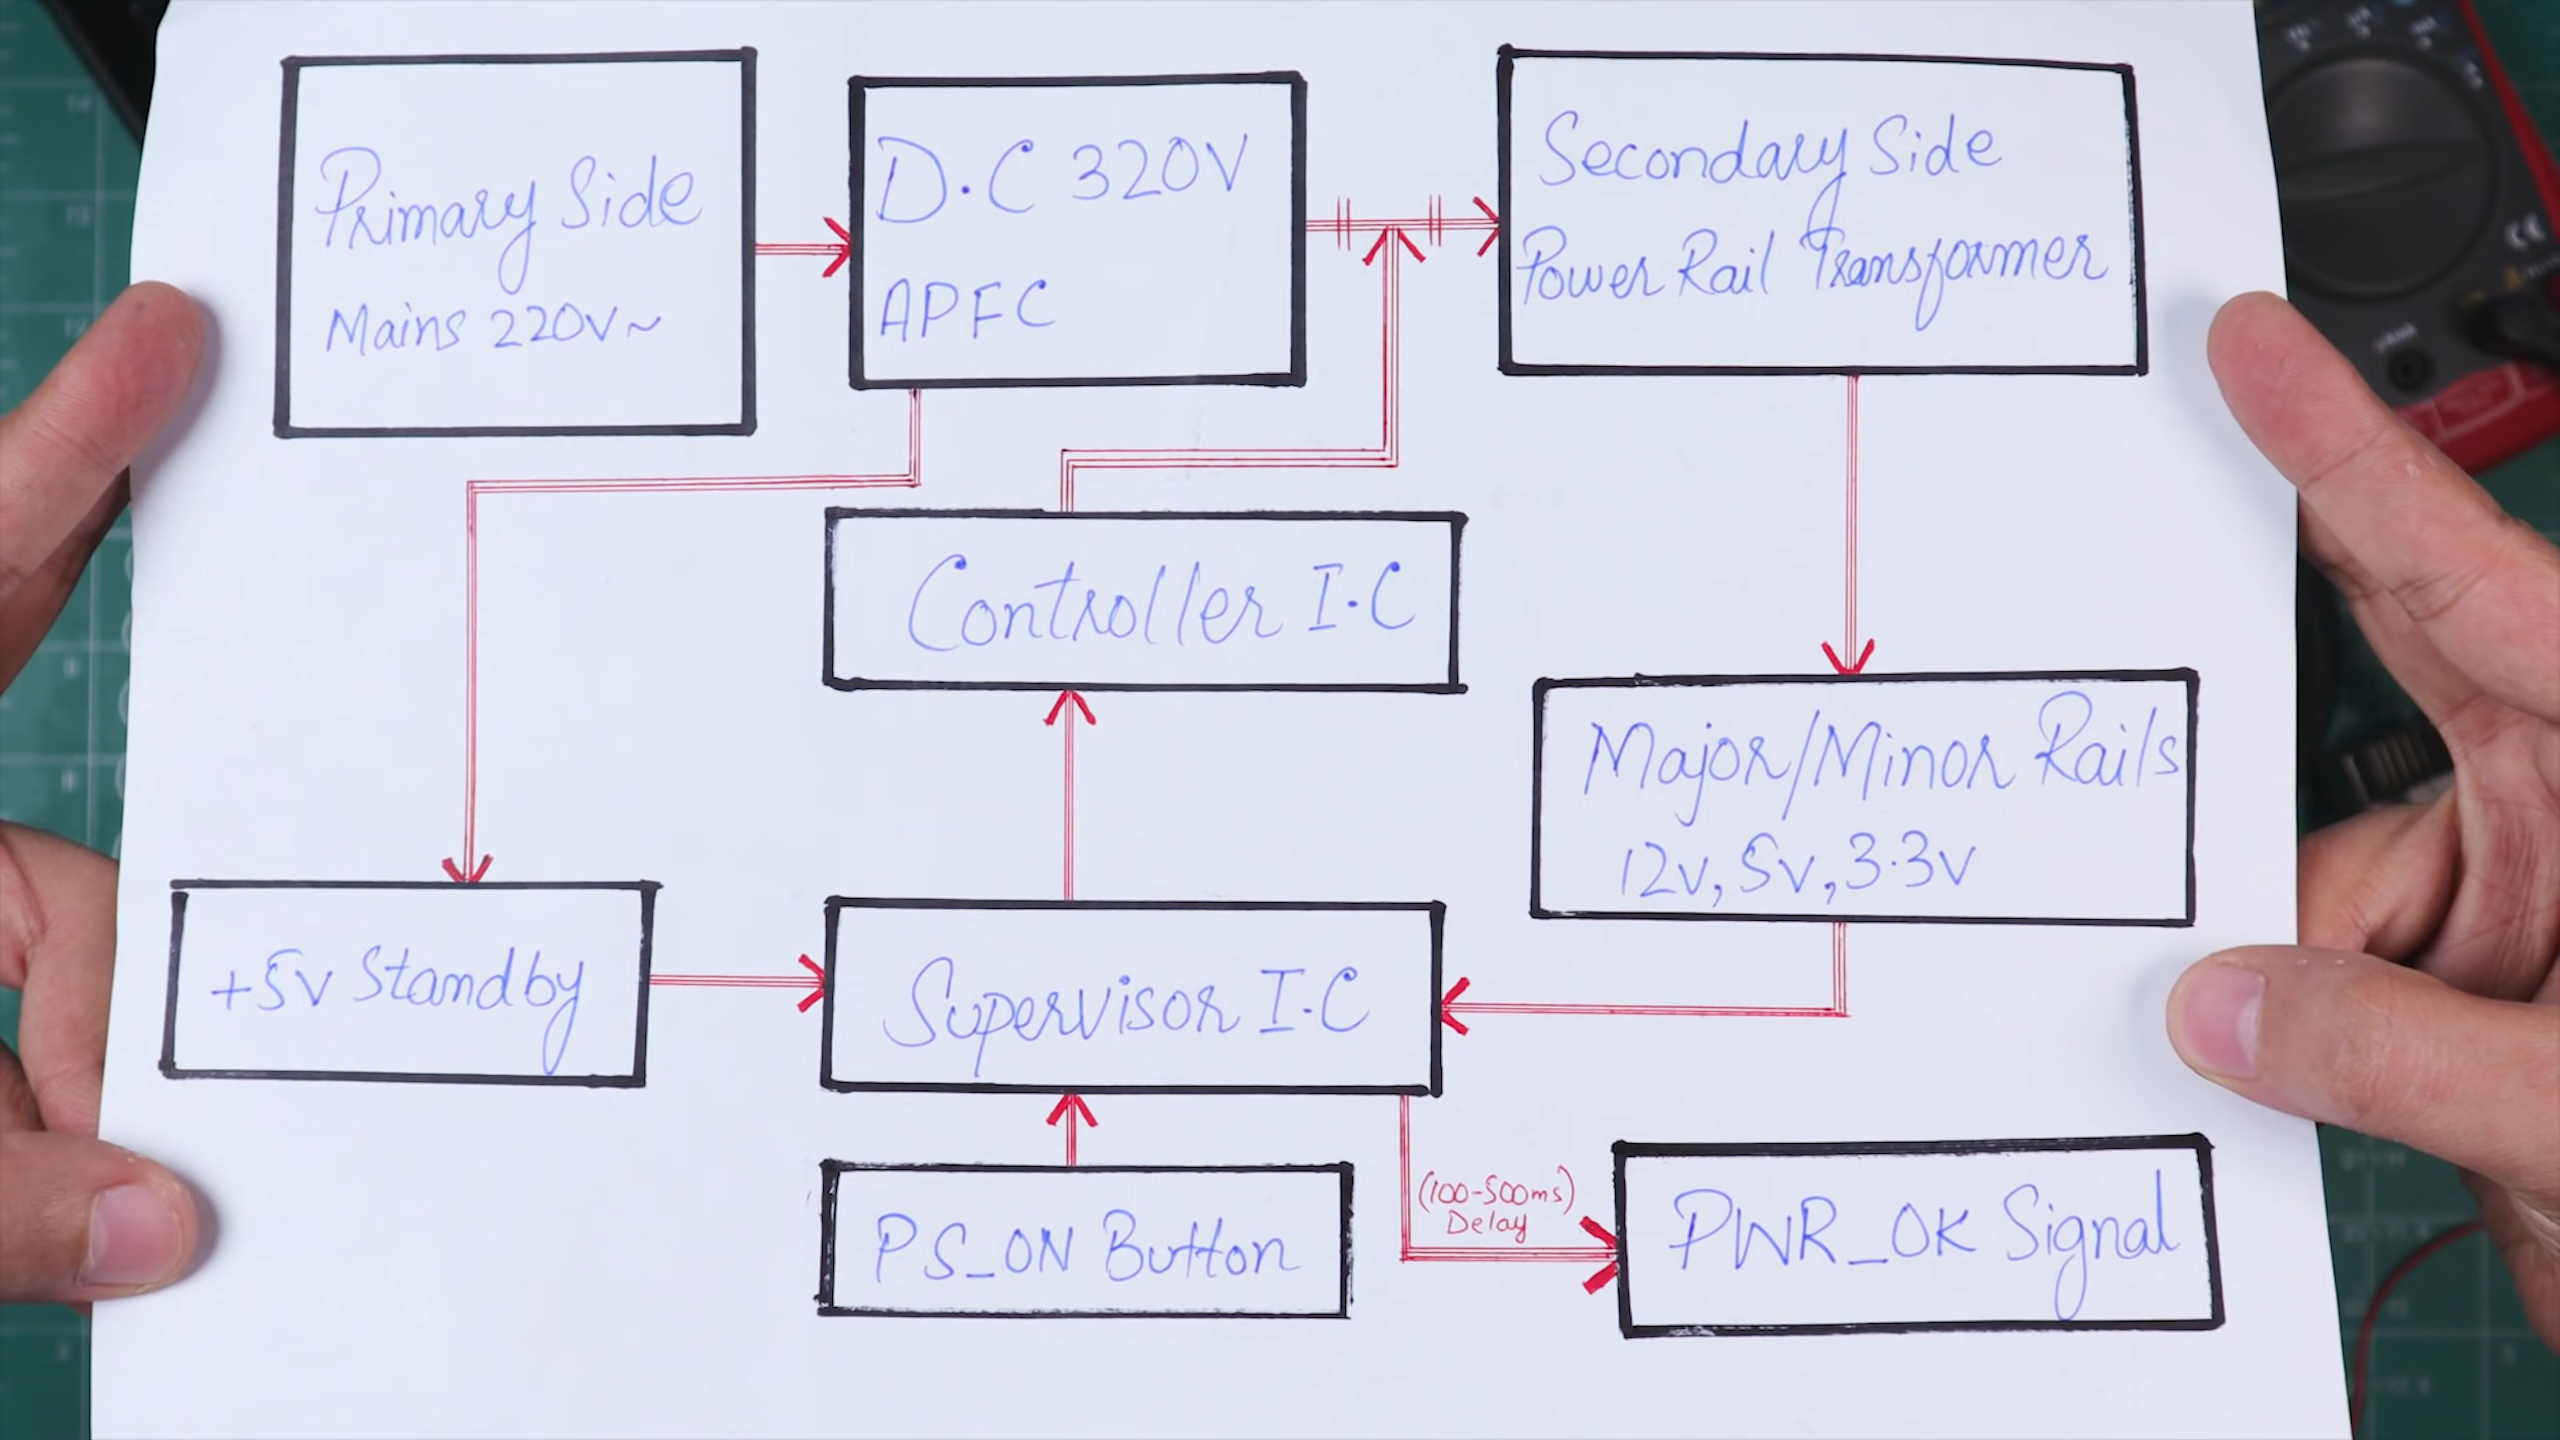 Primary Side
Mains 220V~
D.C 320V
APFC
Secondary Side
Power Rail Transformer
Controller I.C
Major/Minor Rails
12V, 5V, 3.3V
+5V Standby
Supervisor I.C
PS_ON Button
(100-500ms)
Delay
PWR_OK Signal